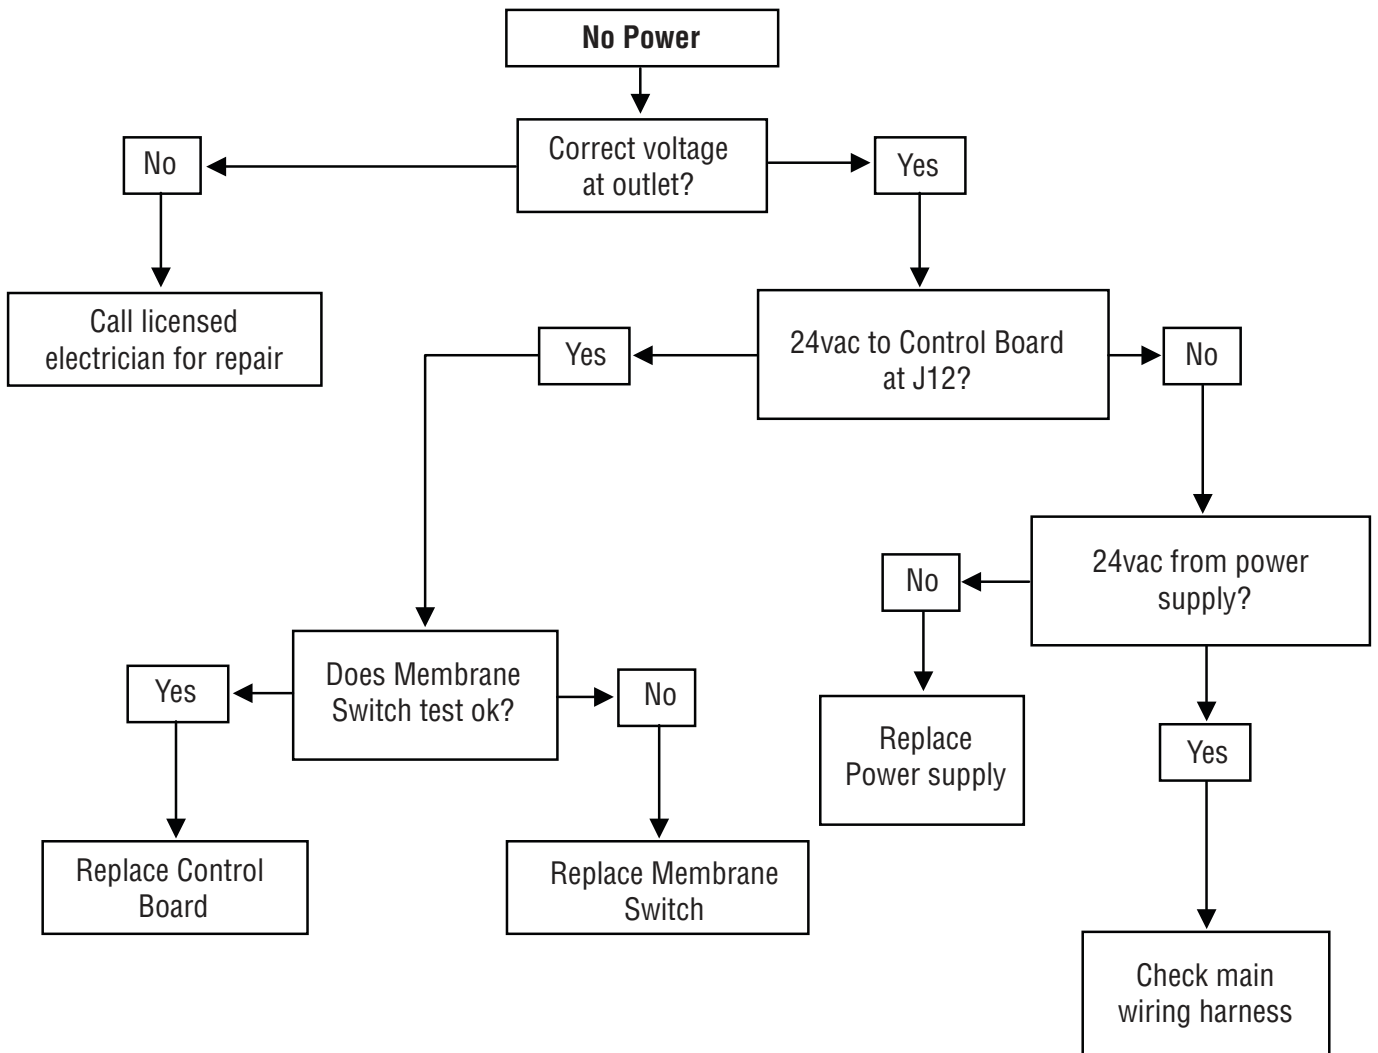 No Power
Correct voltage
at outlet?
No
Yes
Call licensed
electrician for repair
Yes
24vac to Control Board
at J12?
No
No
24vac from power
supply?
Yes
Does Membrane
Switch test ok?
No
Replace
Power supply
Yes
Replace Control
Board
Replace Membrane
Switch
Check main
wiring harness